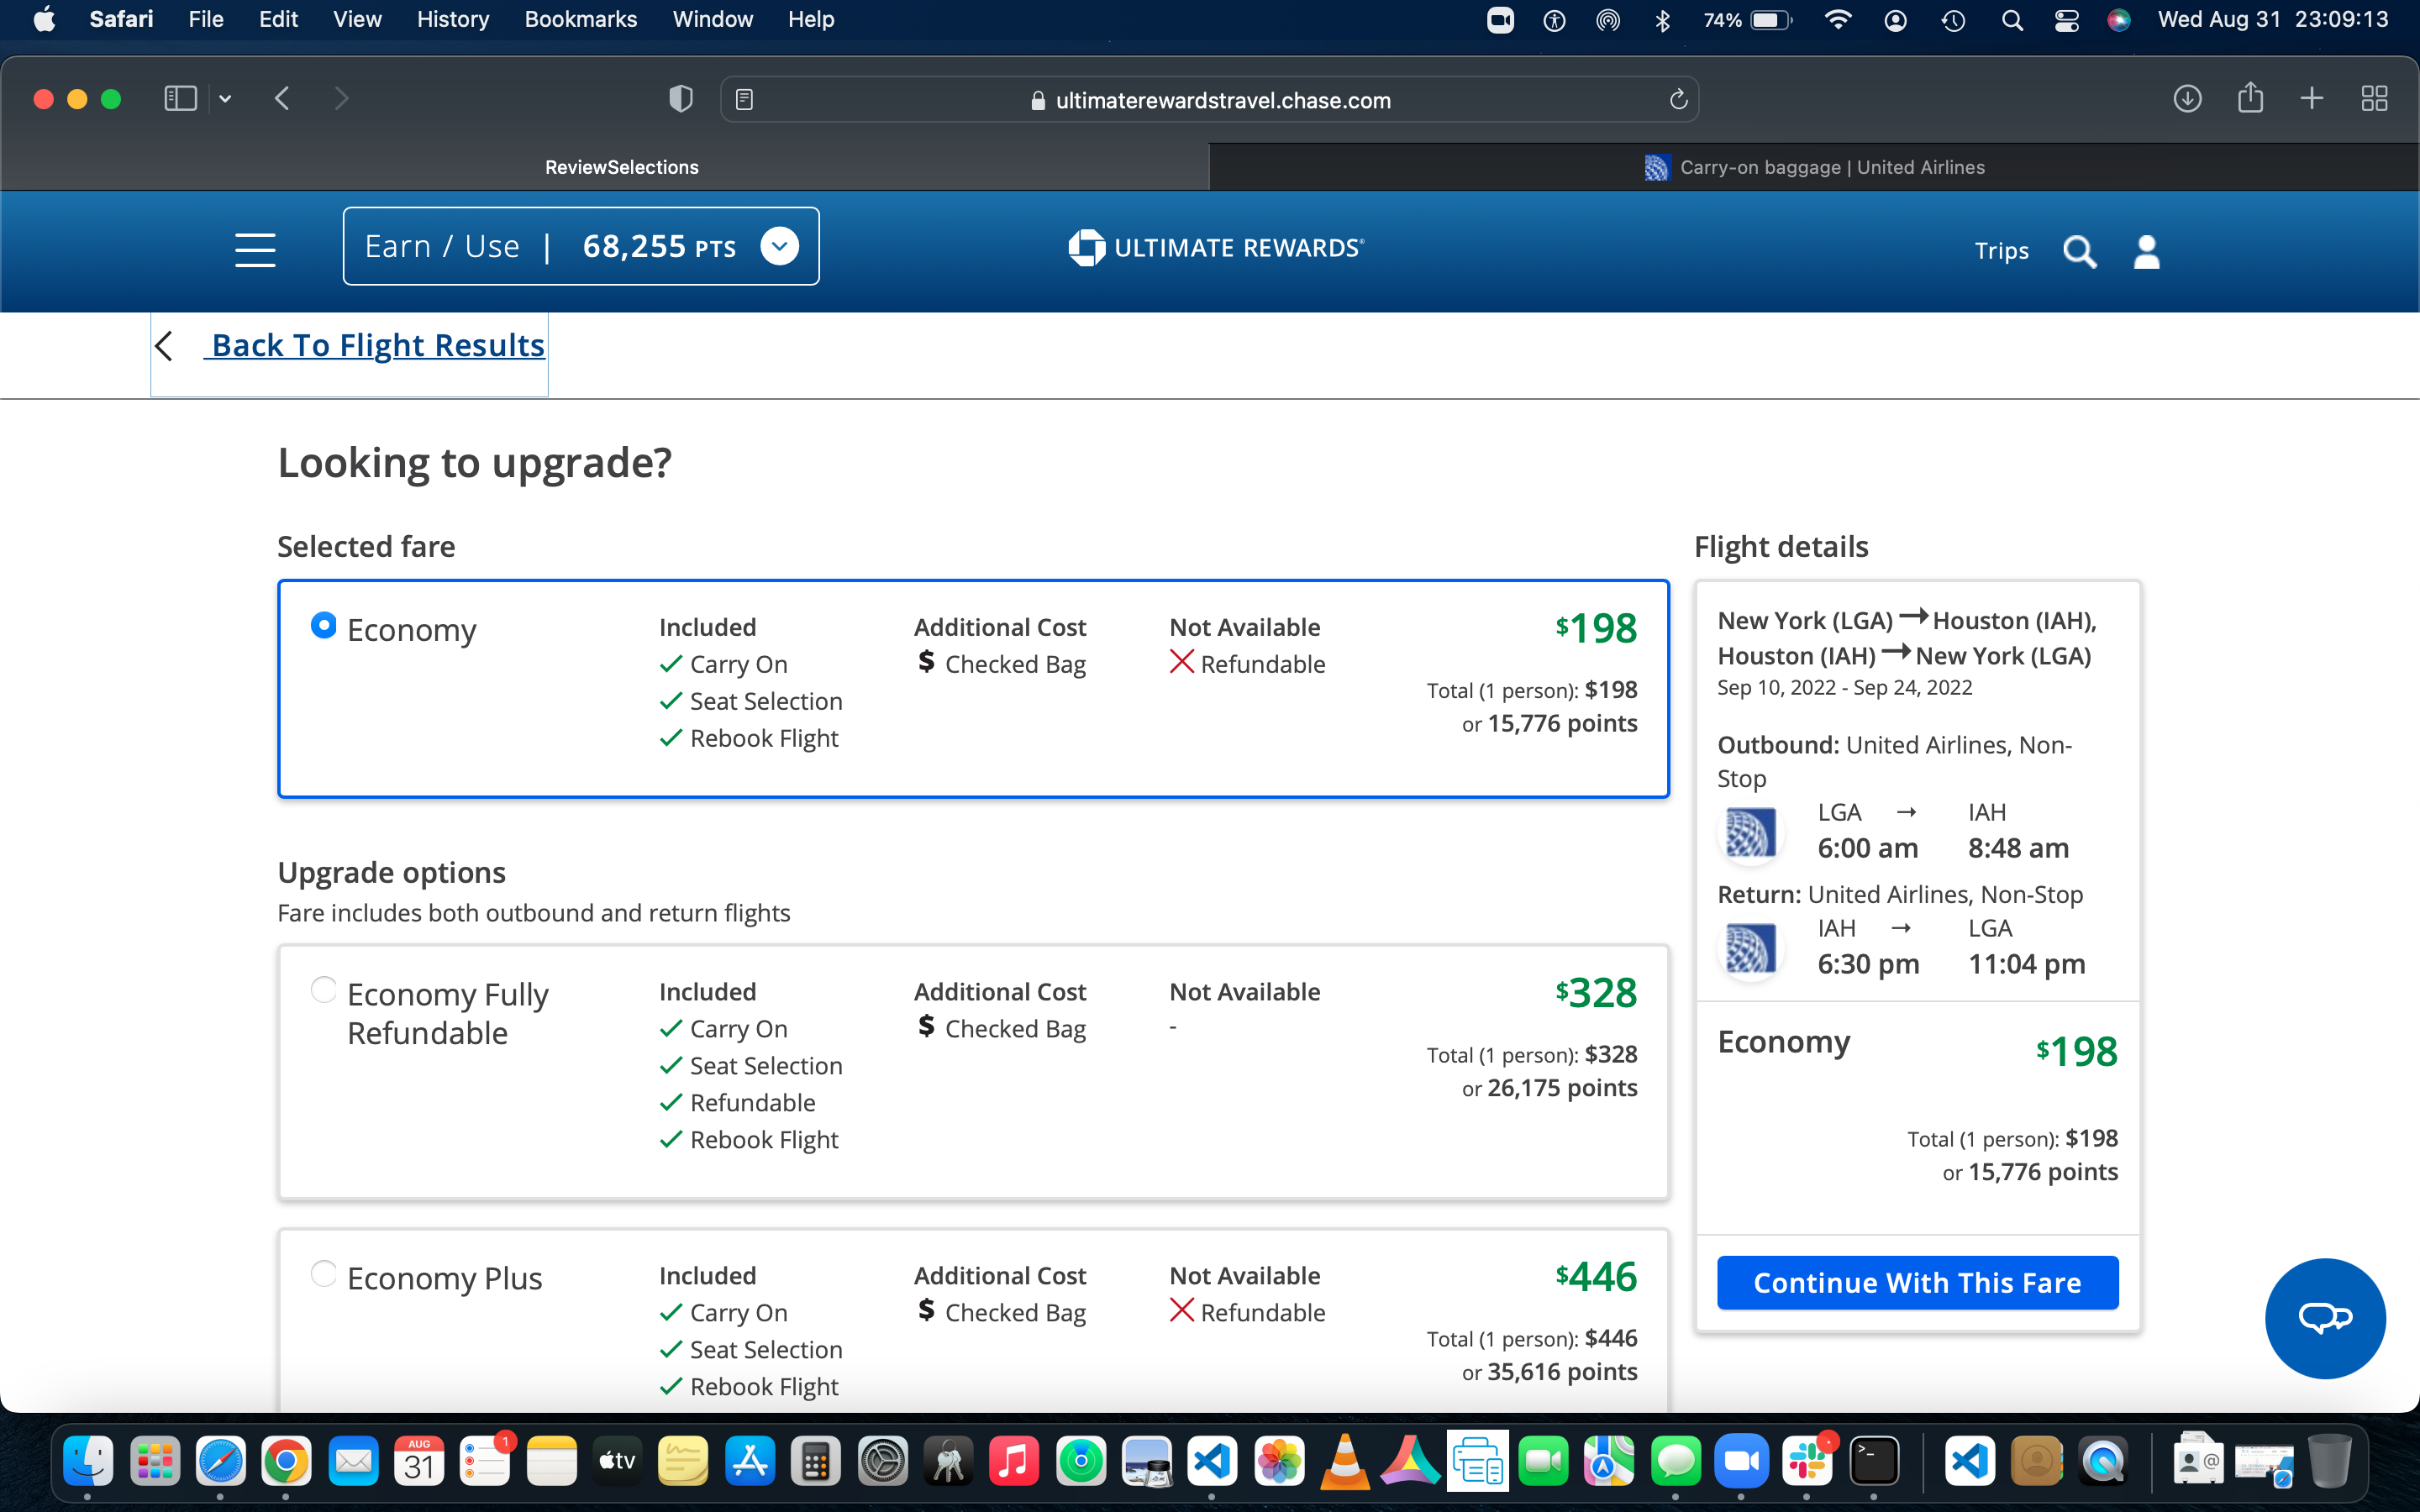 Safari File Edit View History Bookmarks Window Help 74% Wed Aug 31 23:09:13
ultimaterewardstravel.chase.com
ReviewSelections
Carry-on baggage | United Airlines
Earn / Use | 68,255 PTS
ULTIMATE REWARDS®
Trips
Back To Flight Results
Looking to upgrade?
Selected fare
Economy
Included
Carry On
Seat Selection
Rebook Flight
Additional Cost
$ Checked Bag
Not Available
Refundable
$198
Total (1 person): $198
or 15,776 points
Upgrade options
Fare includes both outbound and return flights
Economy Fully
Refundable
Included
Carry On
Seat Selection
Refundable
Rebook Flight
Additional Cost
$ Checked Bag
Not Available
-
$328
Total (1 person): $328
or 26,175 points
Economy Plus
Included
Carry On
Seat Selection
Rebook Flight
Additional Cost
$ Checked Bag
Not Available
Refundable
$446
Total (1 person): $446
or 35,616 points
Flight details
New York (LGA) → Houston (IAH),
Houston (IAH) → New York (LGA)
Sep 10, 2022 - Sep 24, 2022
Outbound: United Airlines, Non-
Stop
LGA → IAH
6:00 am 8:48 am
Return: United Airlines, Non-Stop
IAH → LGA
6:30 pm 11:04 pm
Economy
$198
Total (1 person): $198
or 15,776 points
Continue With This Fare
AUG
31
1
tv
>_
@